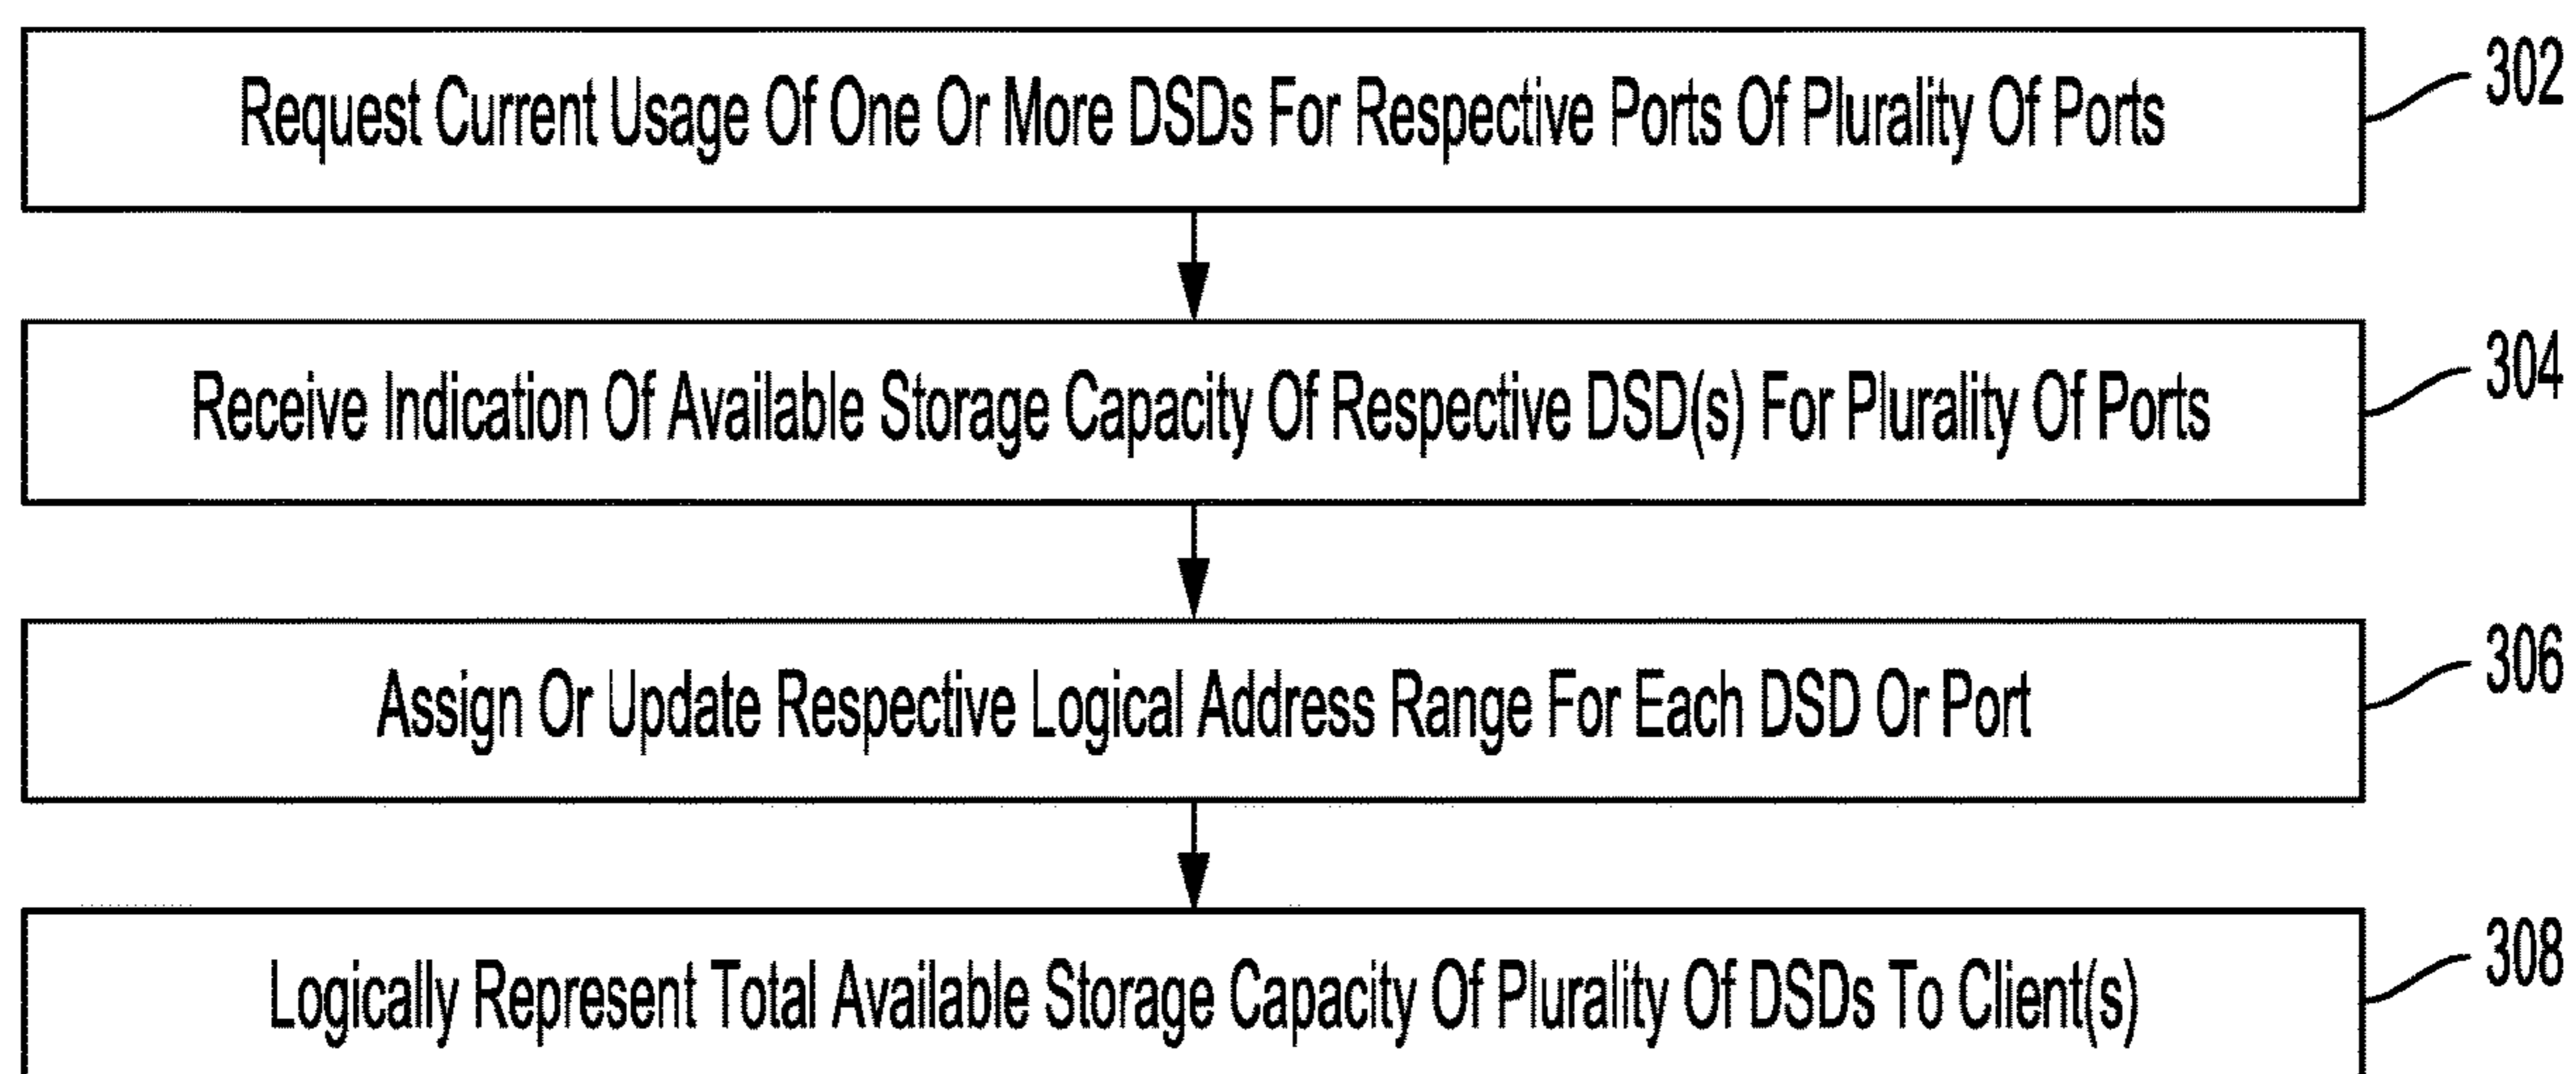 Request Current Usage Of One Or More DSDs For Respective Ports Of Plurality Of Ports
302
Receive Indication Of Available Storage Capacity Of Respective DSD(s) For Plurality Of Ports
304
Assign Or Update Respective Logical Address Range For Each DSD Or Port
306
Logically Represent Total Available Storage Capacity Of Plurality Of DSDs To Client(s)
308